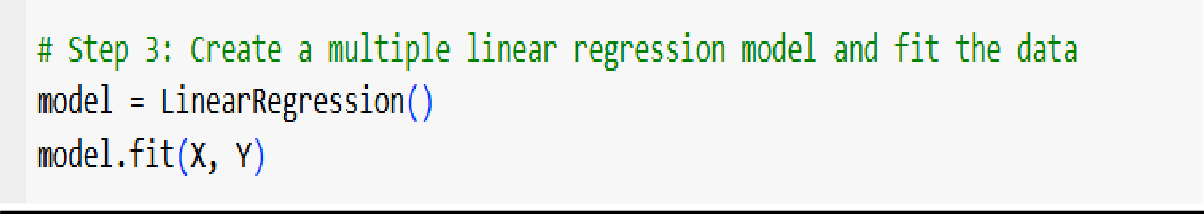 # Step 3: Create a multiple linear regression model and fit the data
model = LinearRegression()
model.fit(X, Y)